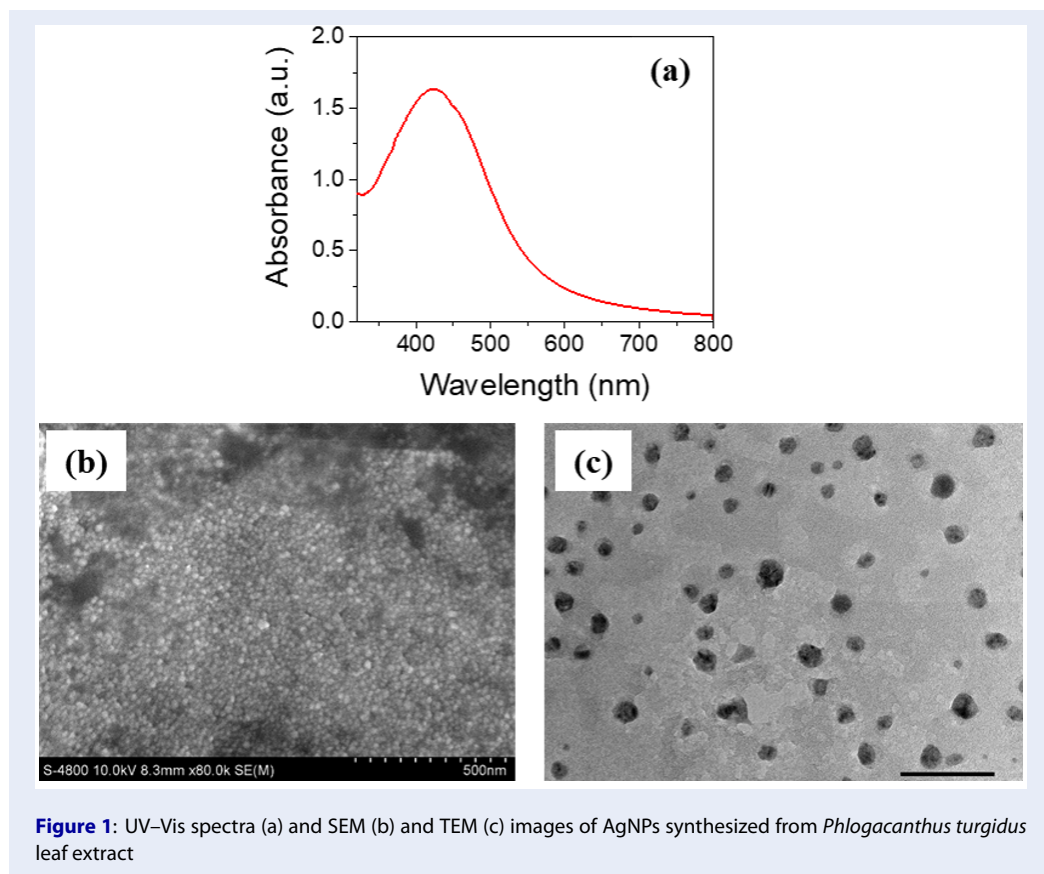 (a)
Absorbance (a.u.)
2.0
1.5
1.0
0.5
0.0
400 500 600 700 800
Wavelength (nm)
(b)
(c)
S-4800 10.0kV 8.3mm x80.0k SE(M)
500nm
Figure 1: UV–Vis spectra (a) and SEM (b) and TEM (c) images of AgNPs synthesized from Phlogacanthus turgidus
leaf extract